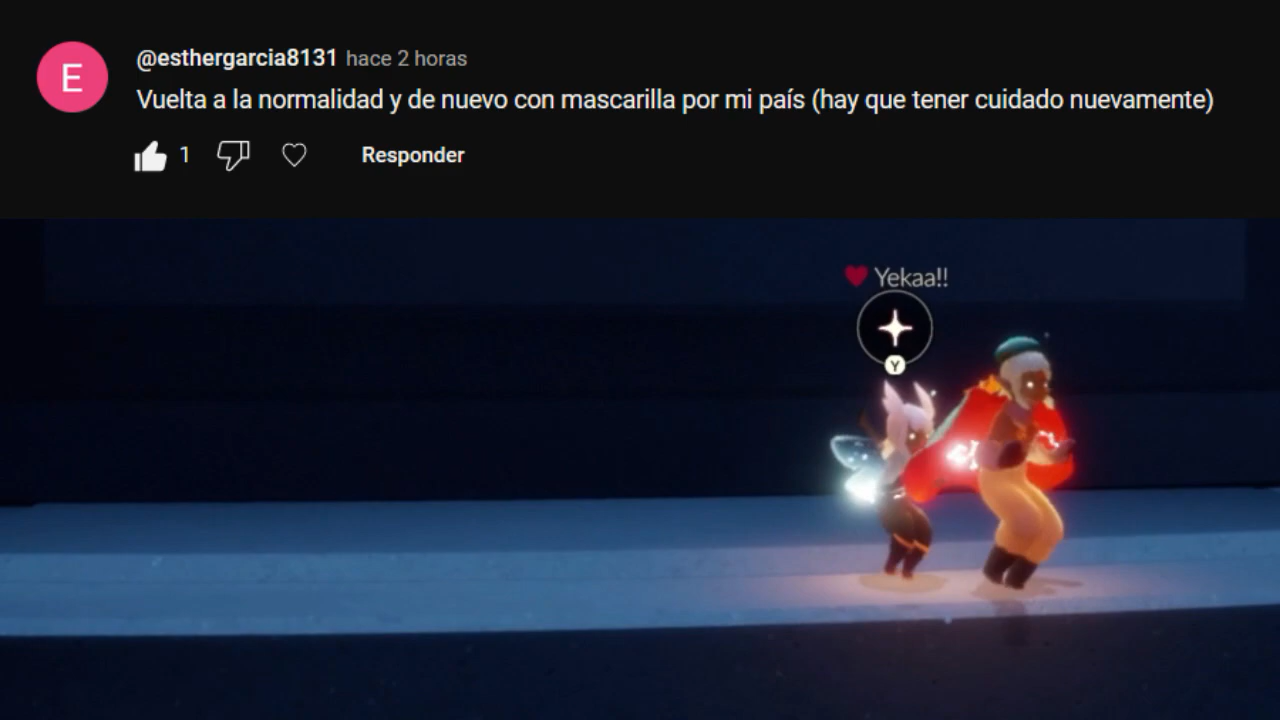 E
@esthergarcia8131 hace 2 horas
Vuelta a la normalidad y de nuevo con mascarilla por mi país (hay que tener cuidado nuevamente)
1 Responder
Yekaa!!
Y